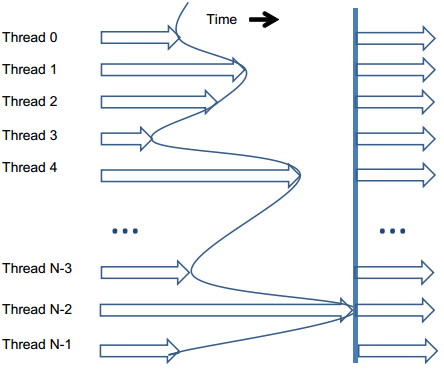 Time
Thread 0
Thread 1
Thread 2
Thread 3
Thread 4
... ...
Thread N-3
Thread N-2
Thread N-1